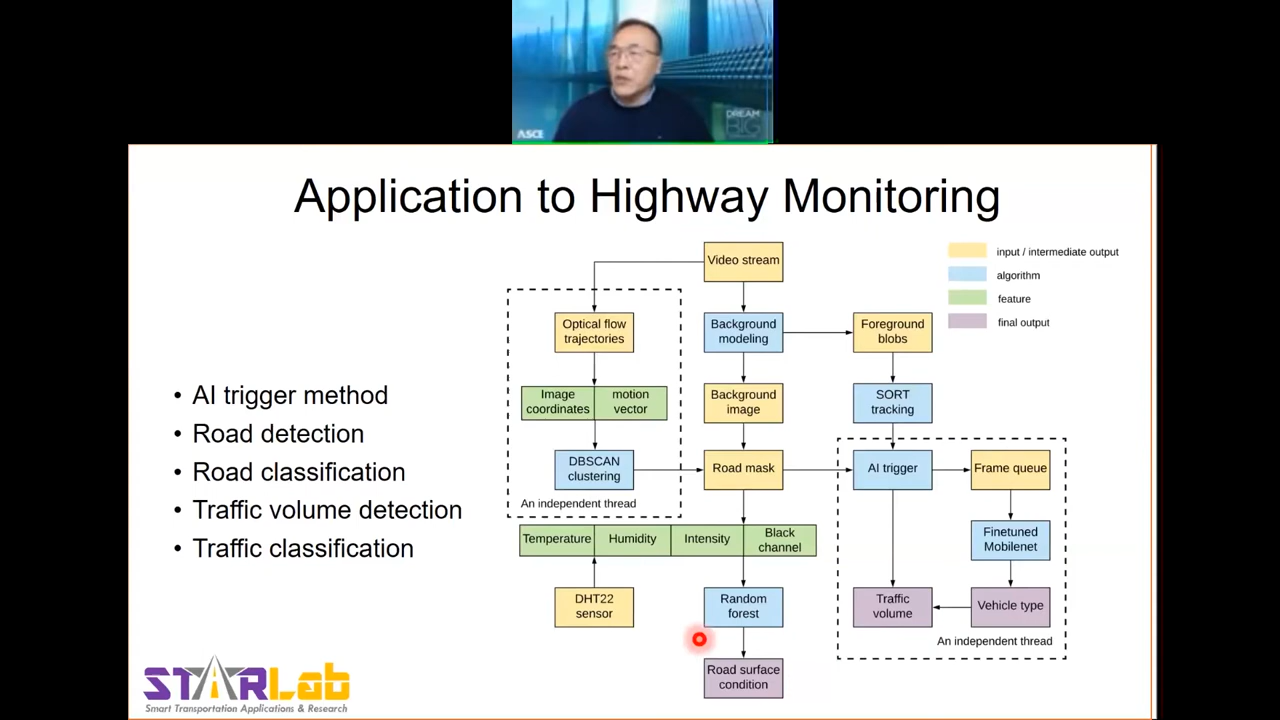 ASCE
DREAM
BIG
Application to Highway Monitoring
• AI trigger method
• Road detection
• Road classification
• Traffic volume detection
• Traffic classification
Video stream
input / intermediate output
algorithm
feature
final output
Optical flow
trajectories
Background
modeling
Foreground
blobs
Image
coordinates
motion
vector
Background
image
SORT
tracking
DBSCAN
clustering
Road mask
AI trigger
Frame queue
An independent thread
Temperature
Humidity
Intensity
Black
channel
Finetuned
Mobilenet
DHT22
sensor
Random
forest
Traffic
volume
Vehicle type
An independent thread
Road surface
condition
STARLab
Smart Transportation Applications & Research